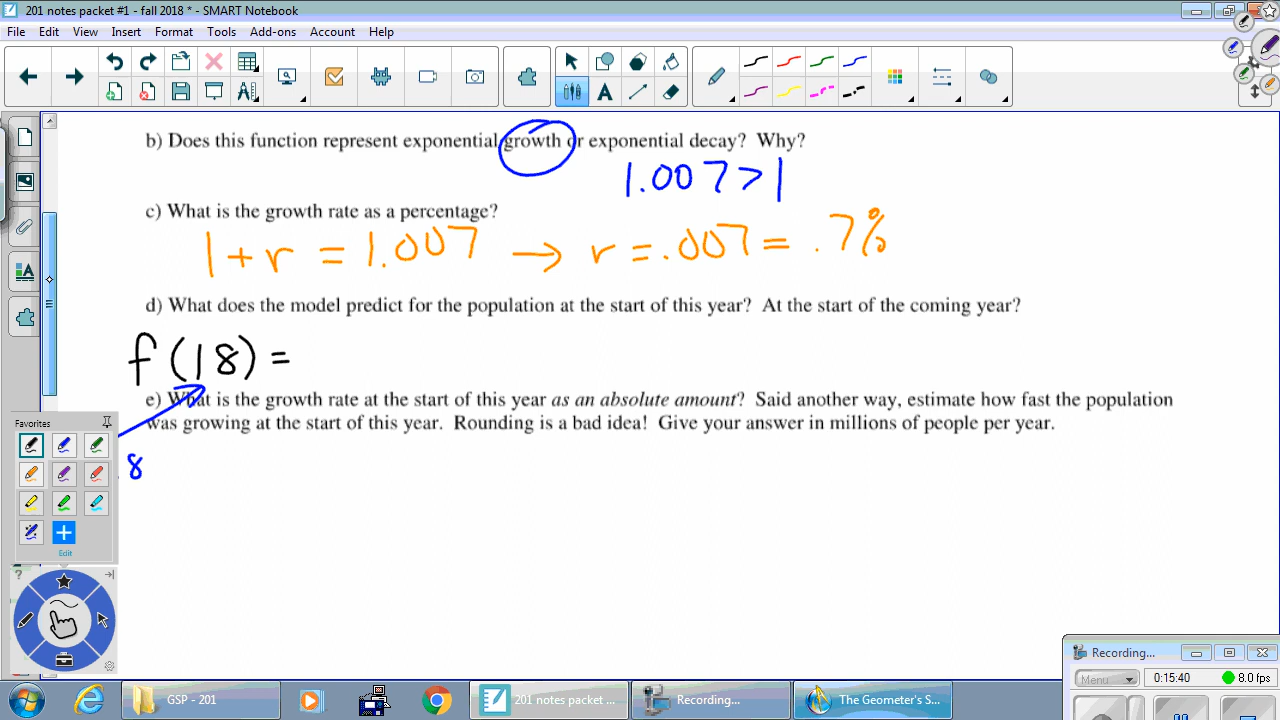 201 notes packet #1 - fall 2018 * - SMART Notebook
File Edit View Insert Format Tools Add-ons Account Help
b) Does this function represent exponential growth or exponential decay? Why?
1.007 > 1
c) What is the growth rate as a percentage?
1 + r = 1.007 → r = .007 = .7%
d) What does the model predict for the population at the start of this year? At the start of the coming year?
f(18) =
e) What is the growth rate at the start of this year as an absolute amount? Said another way, estimate how fast the population
was growing at the start of this year. Rounding is a bad idea! Give your answer in millions of people per year.
8
Favorites
Edit
?
Recording...
Menu
0:15:40
8.0 fps
GSP - 201
201 notes packet ...
Recording...
The Geometer's S...